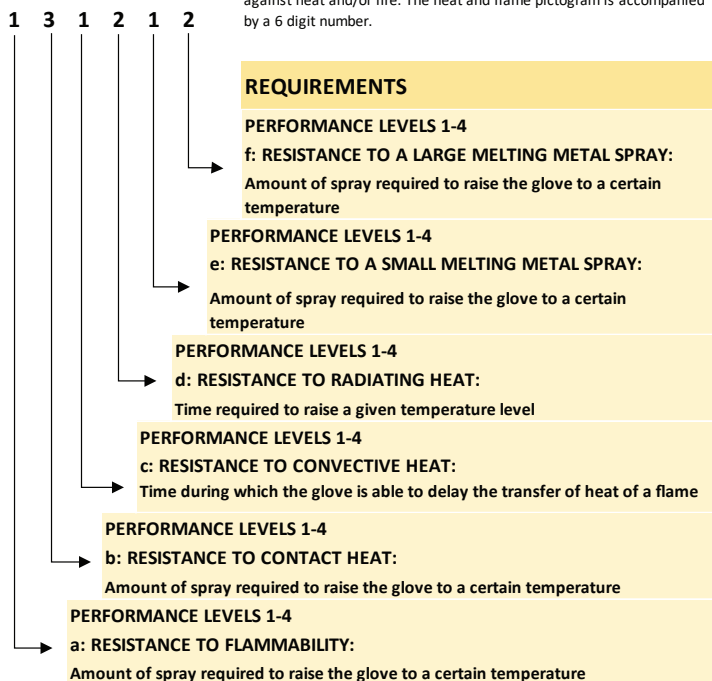 against heat and/or fire. The heat and flame pictogram is accompanied
by a 6 digit number.
1 3 1 2 1 2
REQUIREMENTS
PERFORMANCE LEVELS 1-4
f: RESISTANCE TO A LARGE MELTING METAL SPRAY:
Amount of spray required to raise the glove to a certain
temperature
PERFORMANCE LEVELS 1-4
e: RESISTANCE TO A SMALL MELTING METAL SPRAY:
Amount of spray required to raise the glove to a certain
temperature
PERFORMANCE LEVELS 1-4
d: RESISTANCE TO RADIATING HEAT:
Time required to raise a given temperature level
PERFORMANCE LEVELS 1-4
c: RESISTANCE TO CONVECTIVE HEAT:
Time during which the glove is able to delay the transfer of heat of a flame
PERFORMANCE LEVELS 1-4
b: RESISTANCE TO CONTACT HEAT:
Amount of spray required to raise the glove to a certain temperature
PERFORMANCE LEVELS 1-4
a: RESISTANCE TO FLAMMABILITY:
Amount of spray required to raise the glove to a certain temperature